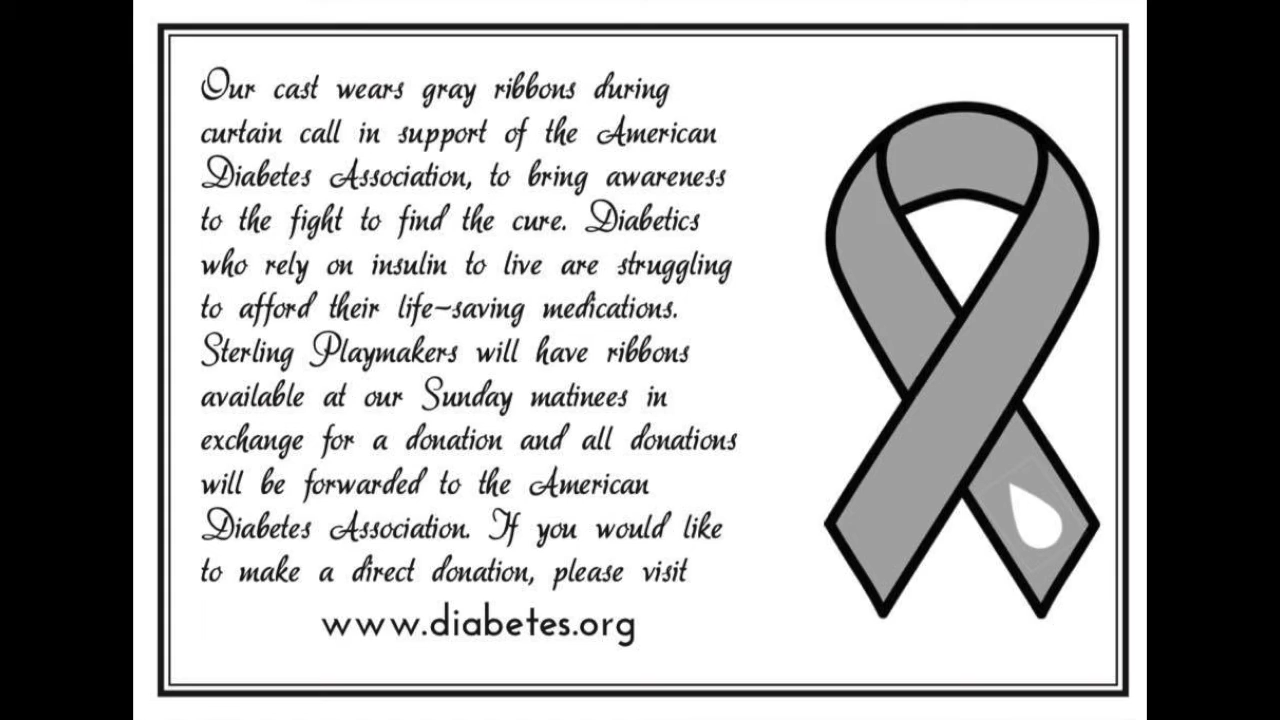 Our cast wears gray ribbons during
curtain call in support of the American
Diabetes Association, to bring awareness
to the fight to find the cure. Diabetics
who rely on insulin to live are struggling
to afford their life-saving medications.
Sterling Playmakers will have ribbons
available at our Sunday matinees in
exchange for a donation and all donations
will be forwarded to the American
Diabetes Association. If you would like
to make a direct donation, please visit
www.diabetes.org